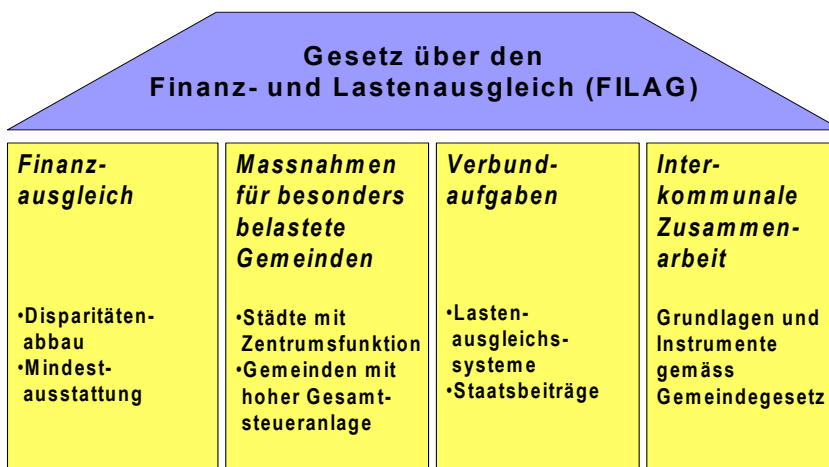 Gesetz über den
Finanz- und Lastenausgleich (FILAG)
Finanz-
ausgleich
•Disparitäten-
abbau
•Mindest-
ausstattung
Massnahmen
für besonders
belastete
Gemeinden
•Städte mit
Zentrumsfunktion
•Gemeinden mit
hoher Gesamt-
steueranlage
Verbund-
aufgaben
•Lasten-
ausgleichs-
systeme
•Staatsbeiträge
Inter-
kommunale
Zusammen-
arbeit
Grundlagen und
Instrumente
gemäss
Gemeindegesetz